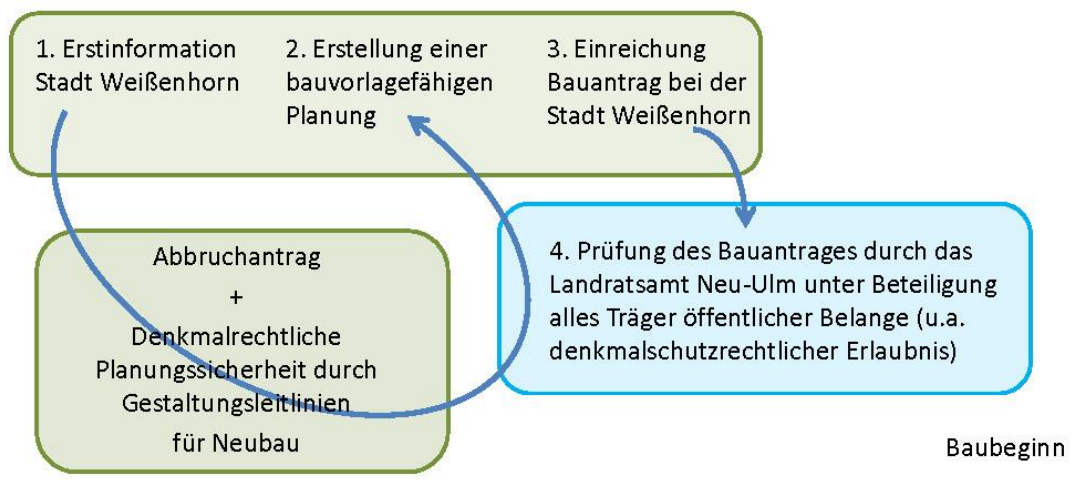 1. Erstinformation
Stadt Weißenhorn
2. Erstellung einer
bauvorlagefähigen
Planung
3. Einreichung
Bauantrag bei der
Stadt Weißenhorn
Abbruchantrag
+
Denkmalrechtliche
Planungssicherheit durch
Gestaltungsleitlinien
für Neubau
4. Prüfung des Bauantrages durch das
Landratsamt Neu-Ulm unter Beteiligung
alles Träger öffentlicher Belange (u.a.
denkmalschutzrechtlicher Erlaubnis)
Baubeginn